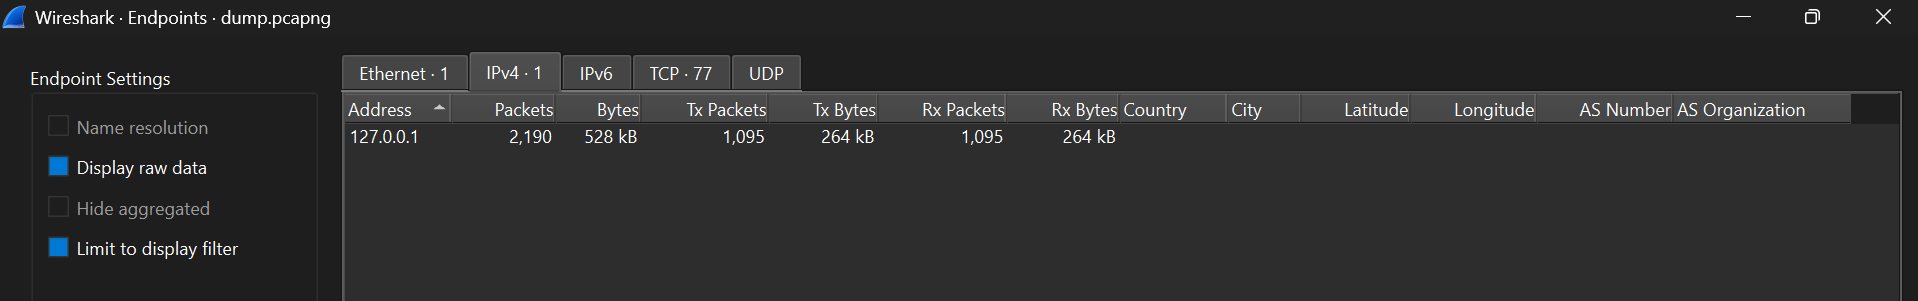 Wireshark · Endpoints · dump.pcapng
Endpoint Settings
Name resolution
Display raw data
Hide aggregated
Limit to display filter
Ethernet · 1 IPv4 · 1 IPv6 TCP · 77 UDP
Address Packets Bytes Tx Packets Tx Bytes Rx Packets Rx Bytes Country City Latitude Longitude AS Number AS Organization
127.0.0.1 2,190 528 kB 1,095 264 kB 1,095 264 kB